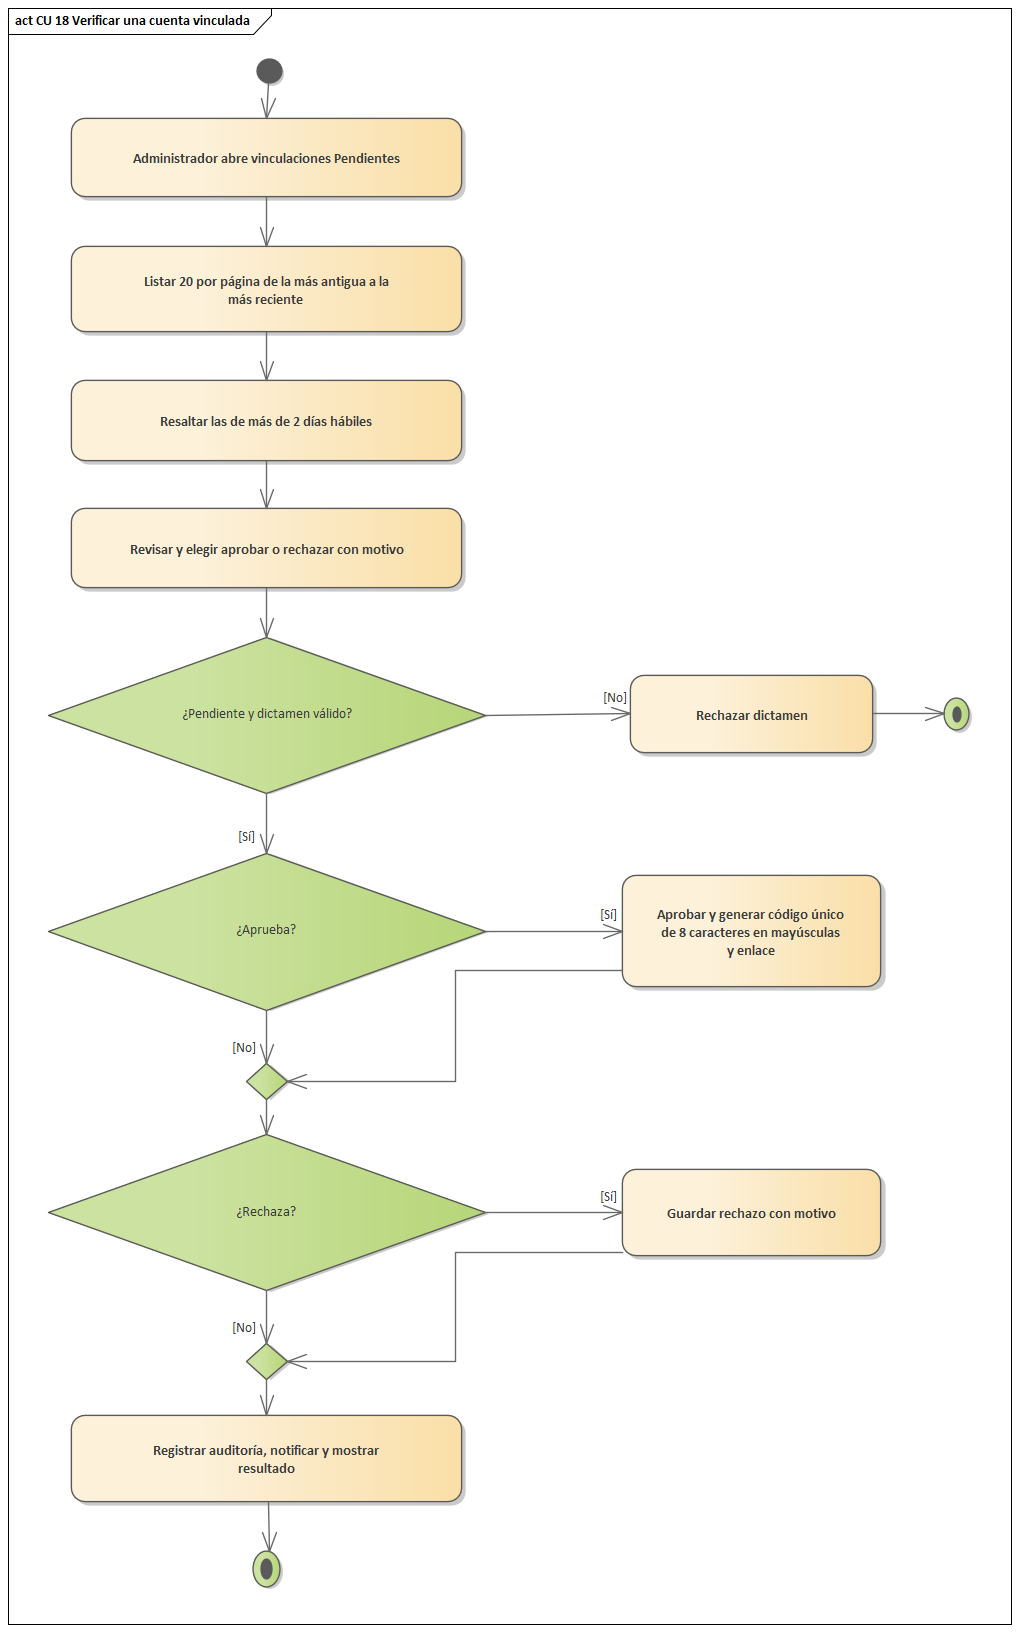 act CU 18 Verificar una cuenta vinculada
Administrador abre vinculaciones Pendientes
Listar 20 por página de la más antigua a la
más reciente
Resaltar las de más de 2 días hábiles
Revisar y elegir aprobar o rechazar con motivo
¿Pendiente y dictamen válido?
[No]
Rechazar dictamen
[Sí]
¿Aprueba?
[Sí]
Aprobar y generar código único
de 8 caracteres en mayúsculas
y enlace
[No]
¿Rechaza?
[Sí]
Guardar rechazo con motivo
[No]
Registrar auditoría, notificar y mostrar
resultado